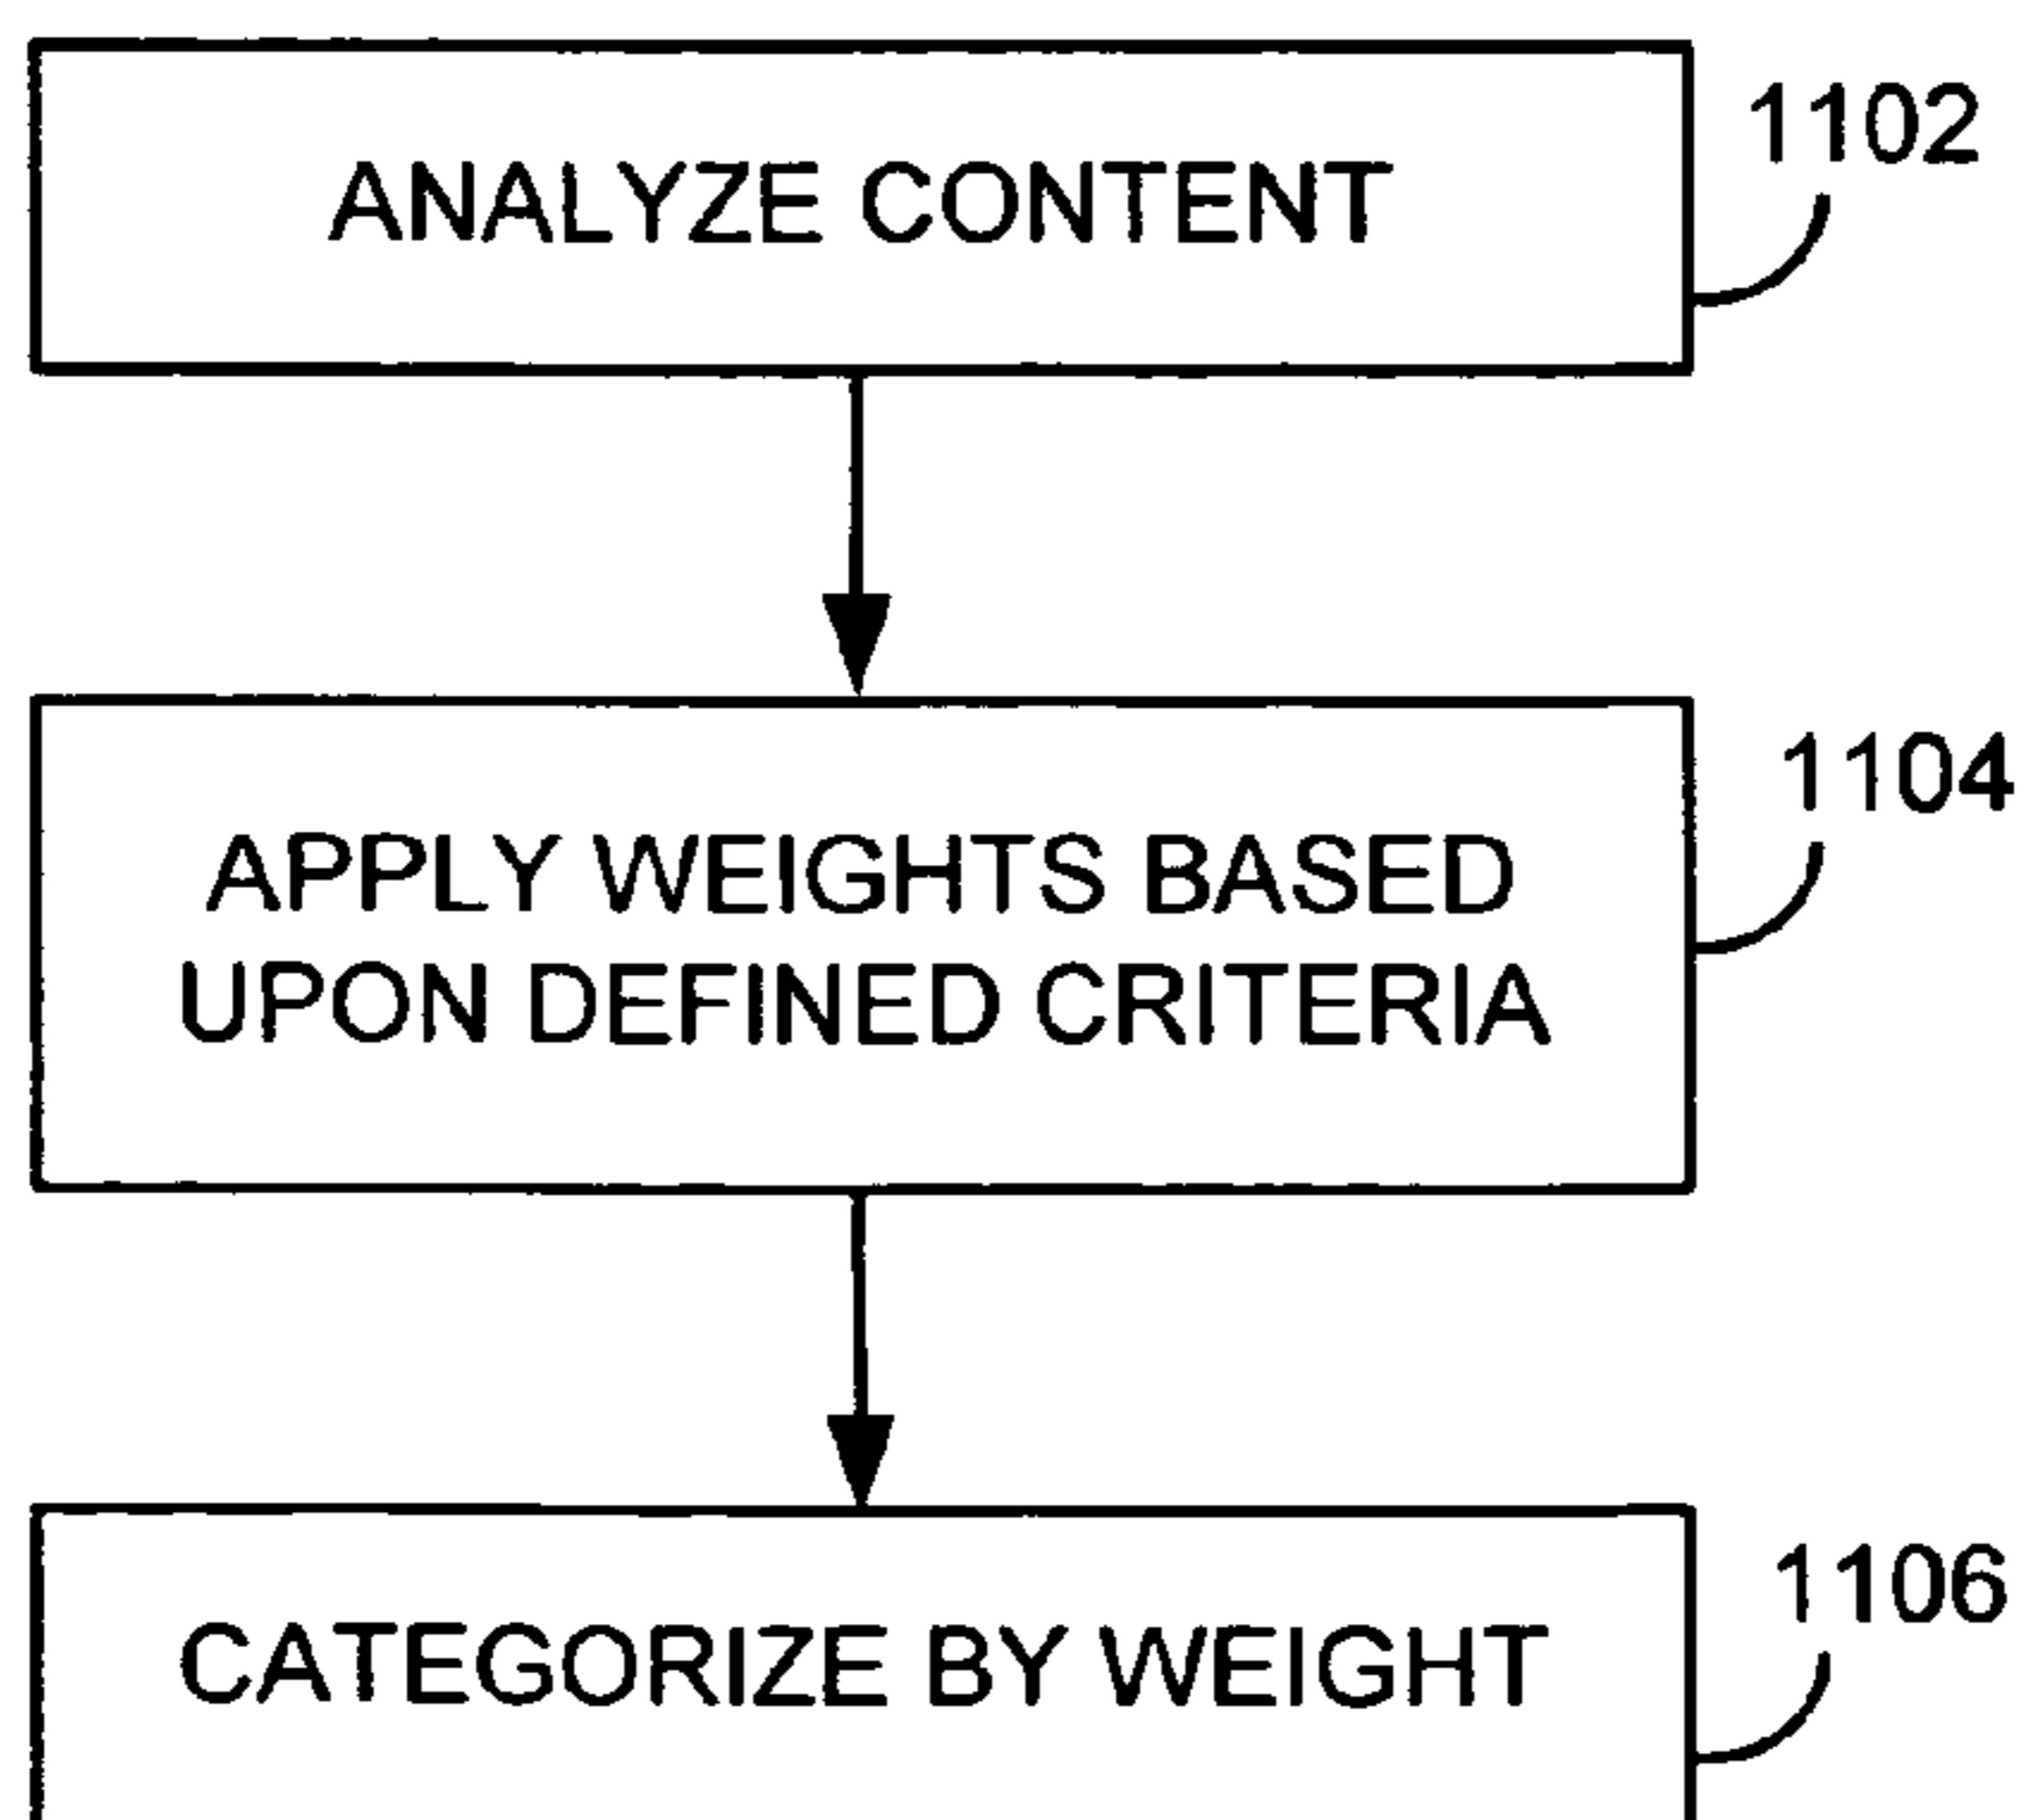 1102
ANALYZE CONTENT
1104
APPLY WEIGHTS BASED
UPON DEFINED CRITERIA
1106
CATEGORIZE BY WEIGHT